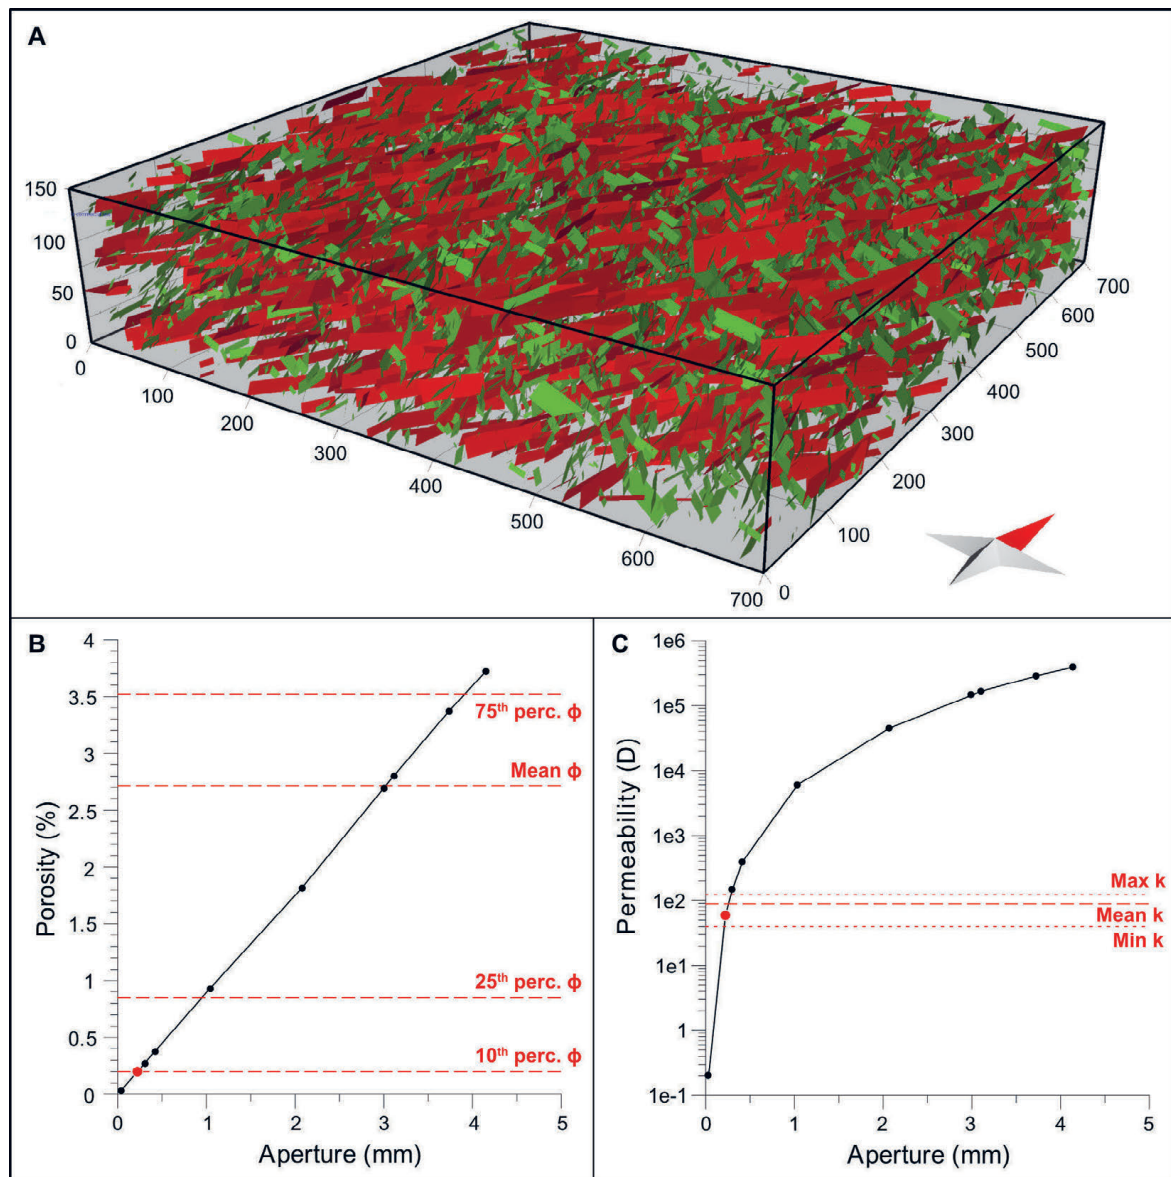 A
150
100
50
0
0
100
200
300
400
500
600
700
0
100
200
300
400
500
600
700
B
4
3.5
3
2.5
2
1.5
1
0.5
0
Porosity (%)
75th perc. ϕ
Mean ϕ
25th perc. ϕ
10th perc. ϕ
0 1 2 3 4 5
Aperture (mm)
C
1e6
1e5
1e4
1e3
1e2
1e1
1
1e-1
Permeability (D)
Max k
Mean k
Min k
0 1 2 3 4 5
Aperture (mm)